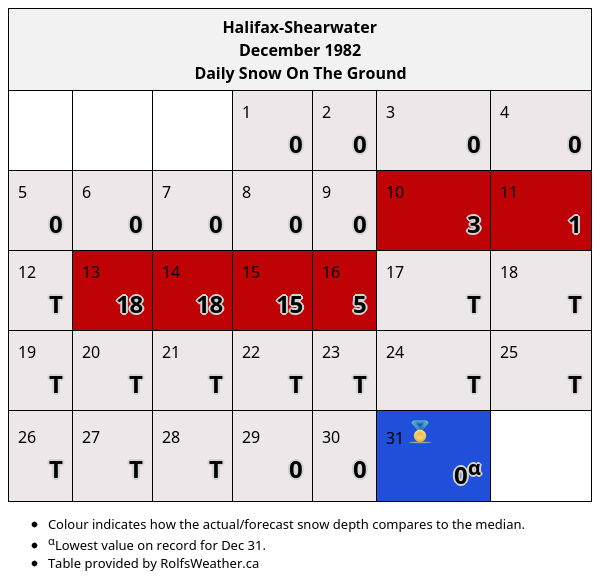 Halifax-Shearwater
December 1982
Daily Snow On The Ground
1 2 3 4
0 0 0 0
5 6 7 8 9 10 11
0 0 0 0 0 3 1
12 13 14 15 16 17 18
T 18 18 15 5 T T
19 20 21 22 23 24 25
T T T T T T T
26 27 28 29 30 31
T T T 0 0 0α
Colour indicates how the actual/forecast snow depth compares to the median.
αLowest value on record for Dec 31.
Table provided by RolfsWeather.ca